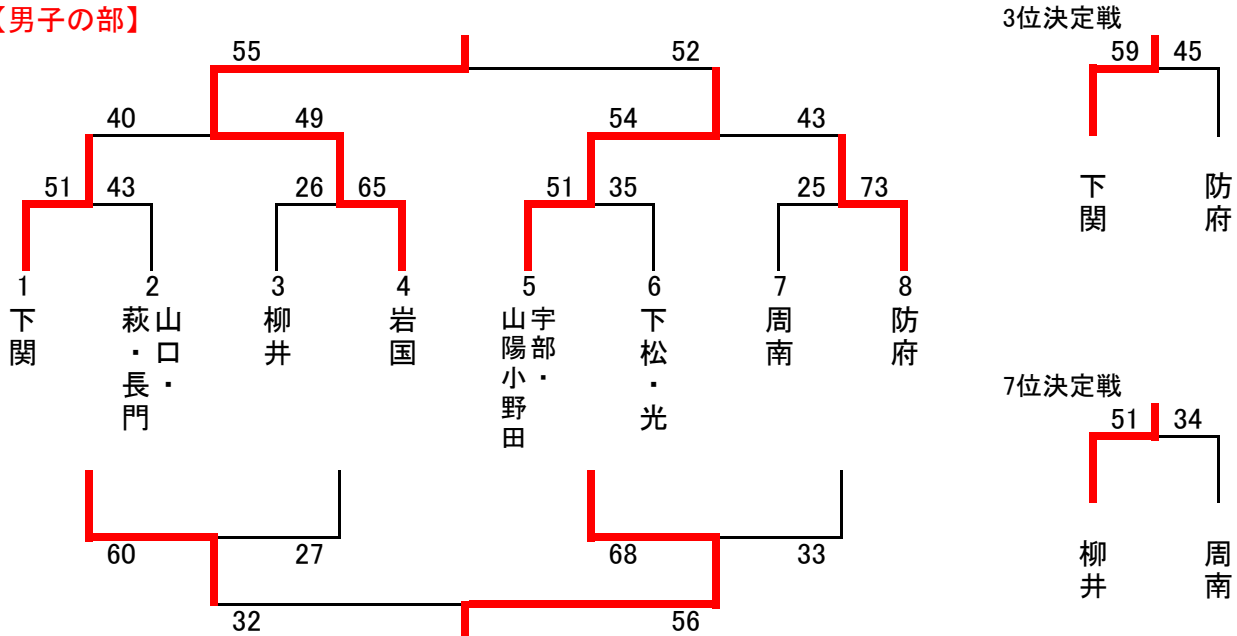 【男子の部】
3位決定戦
55 52
59 45
40 49 54 43
51 43 26 65 51 35 25 73
下関
防府
1 2 3 4 5 6 7 8
下関
山口・
萩・長門
柳井
岩国
宇部・
山陽小野田
下松・光
周南
防府
7位決定戦
51 34
柳井
周南
60 27 68 33
32 56